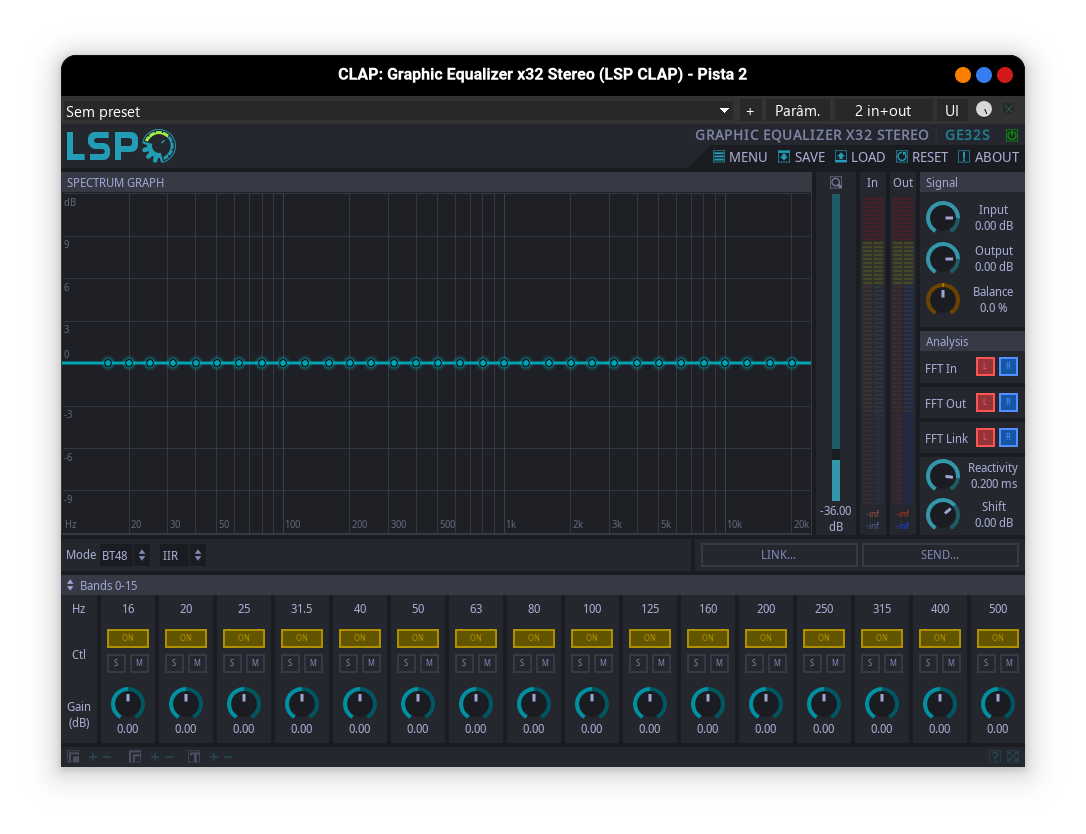 CLAP: Graphic Equalizer x32 Stereo (LSP CLAP) - Pista 2
Sem preset + Parâm. 2 in+out UI
LSP GRAPHIC EQUALIZER X32 STEREO GE32S
MENU SAVE LOAD RESET ABOUT
SPECTRUM GRAPH In Out Signal
dB
9
6
3
0
-3
-6
-9
Hz 20 30 50 100 200 300 500 1k 2k 3k 5k 10k 20k
-36.00
dB
-inf -inf
-inf -inf
Input
0.00 dB
Output
0.00 dB
Balance
0.0 %
Analysis
FFT In L R
FFT Out L R
FFT Link L R
Reactivity
0.200 ms
Shift
0.00 dB
Mode BT48 IIR LINK... SEND...
Bands 0-15
Hz 16 20 25 31.5 40 50 63 80 100 125 160 200 250 315 400 500
ON ON ON ON ON ON ON ON ON ON ON ON ON ON ON ON
Ctl
S M S M S M S M S M S M S M S M S M S M S M S M S M S M S M S M
Gain
(dB)
0.00 0.00 0.00 0.00 0.00 0.00 0.00 0.00 0.00 0.00 0.00 0.00 0.00 0.00 0.00 0.00
+ − + − T + − ?